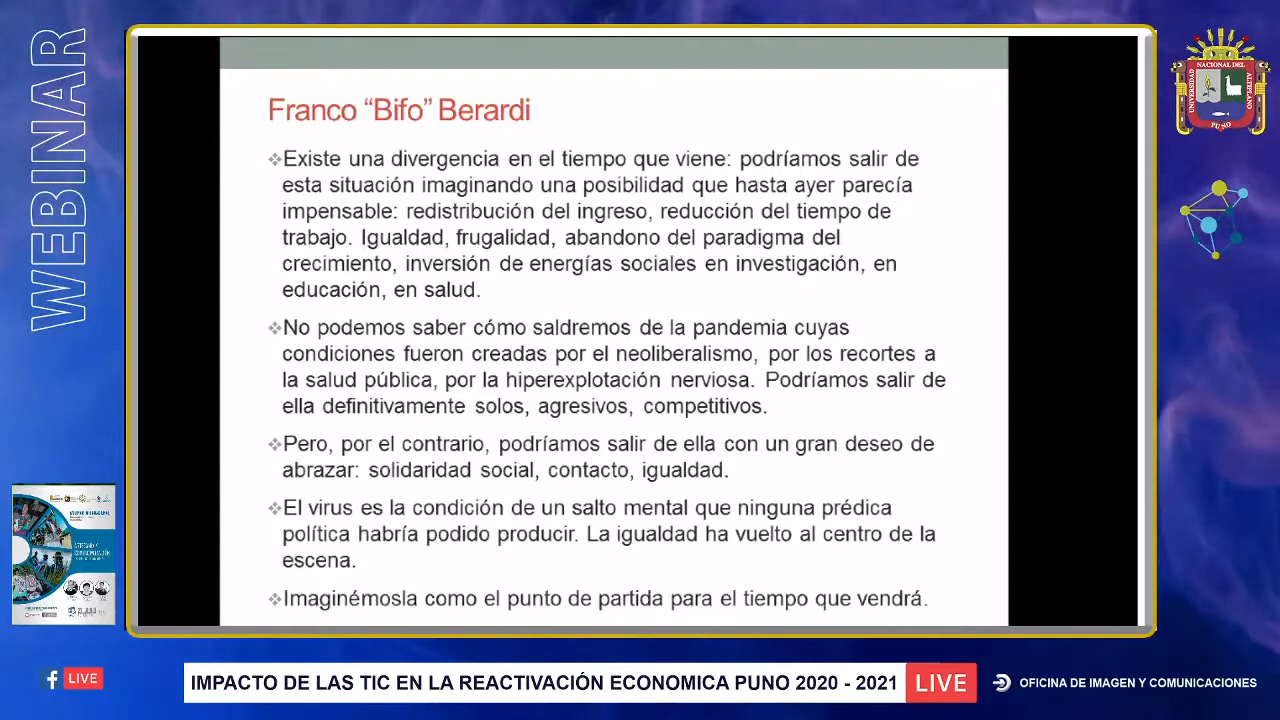 WEBINAR
Franco “Bifo” Berardi
❖Existe una divergencia en el tiempo que viene: podríamos salir de
esta situación imaginando una posibilidad que hasta ayer parecía
impensable: redistribución del ingreso, reducción del tiempo de
trabajo. Igualdad, frugalidad, abandono del paradigma del
crecimiento, inversión de energías sociales en investigación, en
educación, en salud.
❖No podemos saber cómo saldremos de la pandemia cuyas
condiciones fueron creadas por el neoliberalismo, por los recortes a
la salud pública, por la hiperexplotación nerviosa. Podríamos salir de
ella definitivamente solos, agresivos, competitivos.
❖Pero, por el contrario, podríamos salir de ella con un gran deseo de
abrazar: solidaridad social, contacto, igualdad.
❖El virus es la condición de un salto mental que ninguna prédica
política habría podido producir. La igualdad ha vuelto al centro de la
escena.
❖Imaginémosla como el punto de partida para el tiempo que vendrá.
UNIVERSIDAD
NACIONAL DEL
ALTIPLANO
PUNO
LIVE
IMPACTO DE LAS TIC EN LA REACTIVACIÓN ECONOMICA PUNO 2020 - 2021
LIVE
OFICINA DE IMAGEN Y COMUNICACIONES